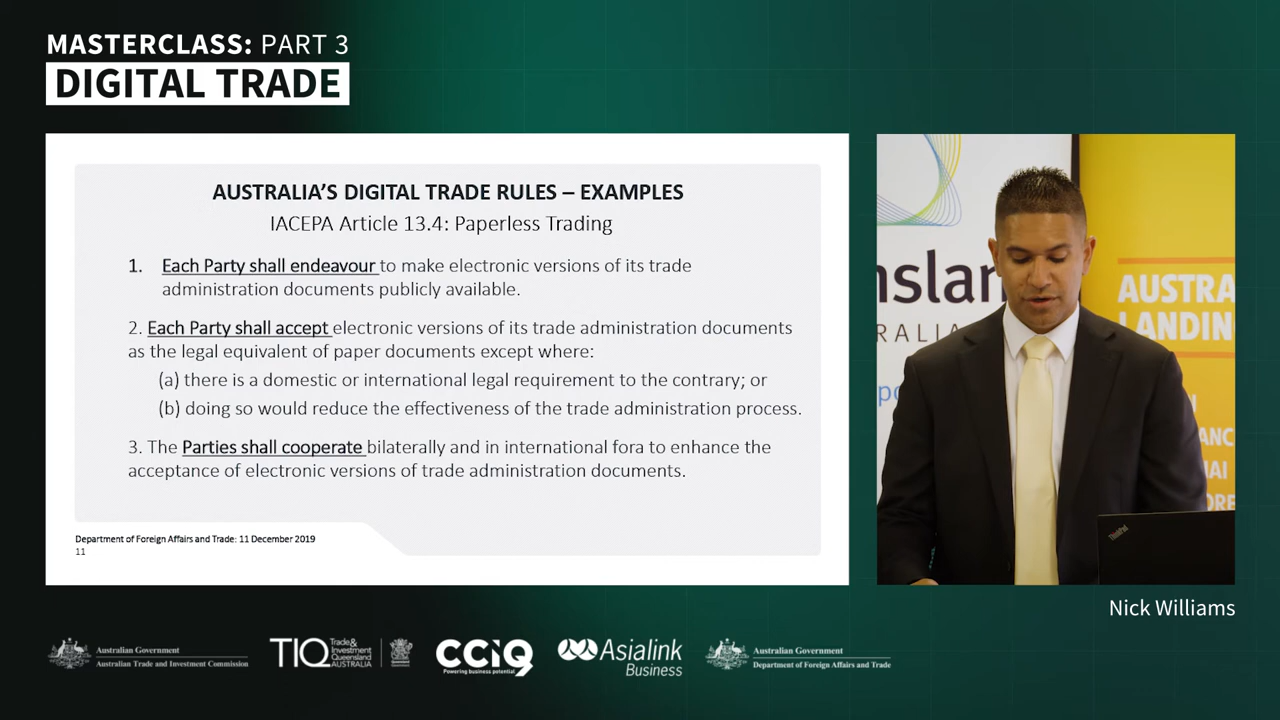 MASTERCLASS: PART 3
DIGITAL TRADE
AUSTRALIA'S DIGITAL TRADE RULES – EXAMPLES
IACEPA Article 13.4: Paperless Trading
1. Each Party shall endeavour to make electronic versions of its trade
administration documents publicly available.
2. Each Party shall accept electronic versions of its trade administration documents
as the legal equivalent of paper documents except where:
(a) there is a domestic or international legal requirement to the contrary; or
(b) doing so would reduce the effectiveness of the trade administration process.
3. The Parties shall cooperate bilaterally and in international fora to enhance the
acceptance of electronic versions of trade administration documents.
Department of Foreign Affairs and Trade: 11 December 2019
11
nslan
RALIA
AUSTRA
LANDIN
ANC
ORE
ThinkPad
Nick Williams
Australian Government
Australian Trade and Investment Commission
TIQ
Trade &
Investment
Queensland
AUSTRALIA
CCIQ
Powering business potential
Asialink
Business
Australian Government
Department of Foreign Affairs and Trade